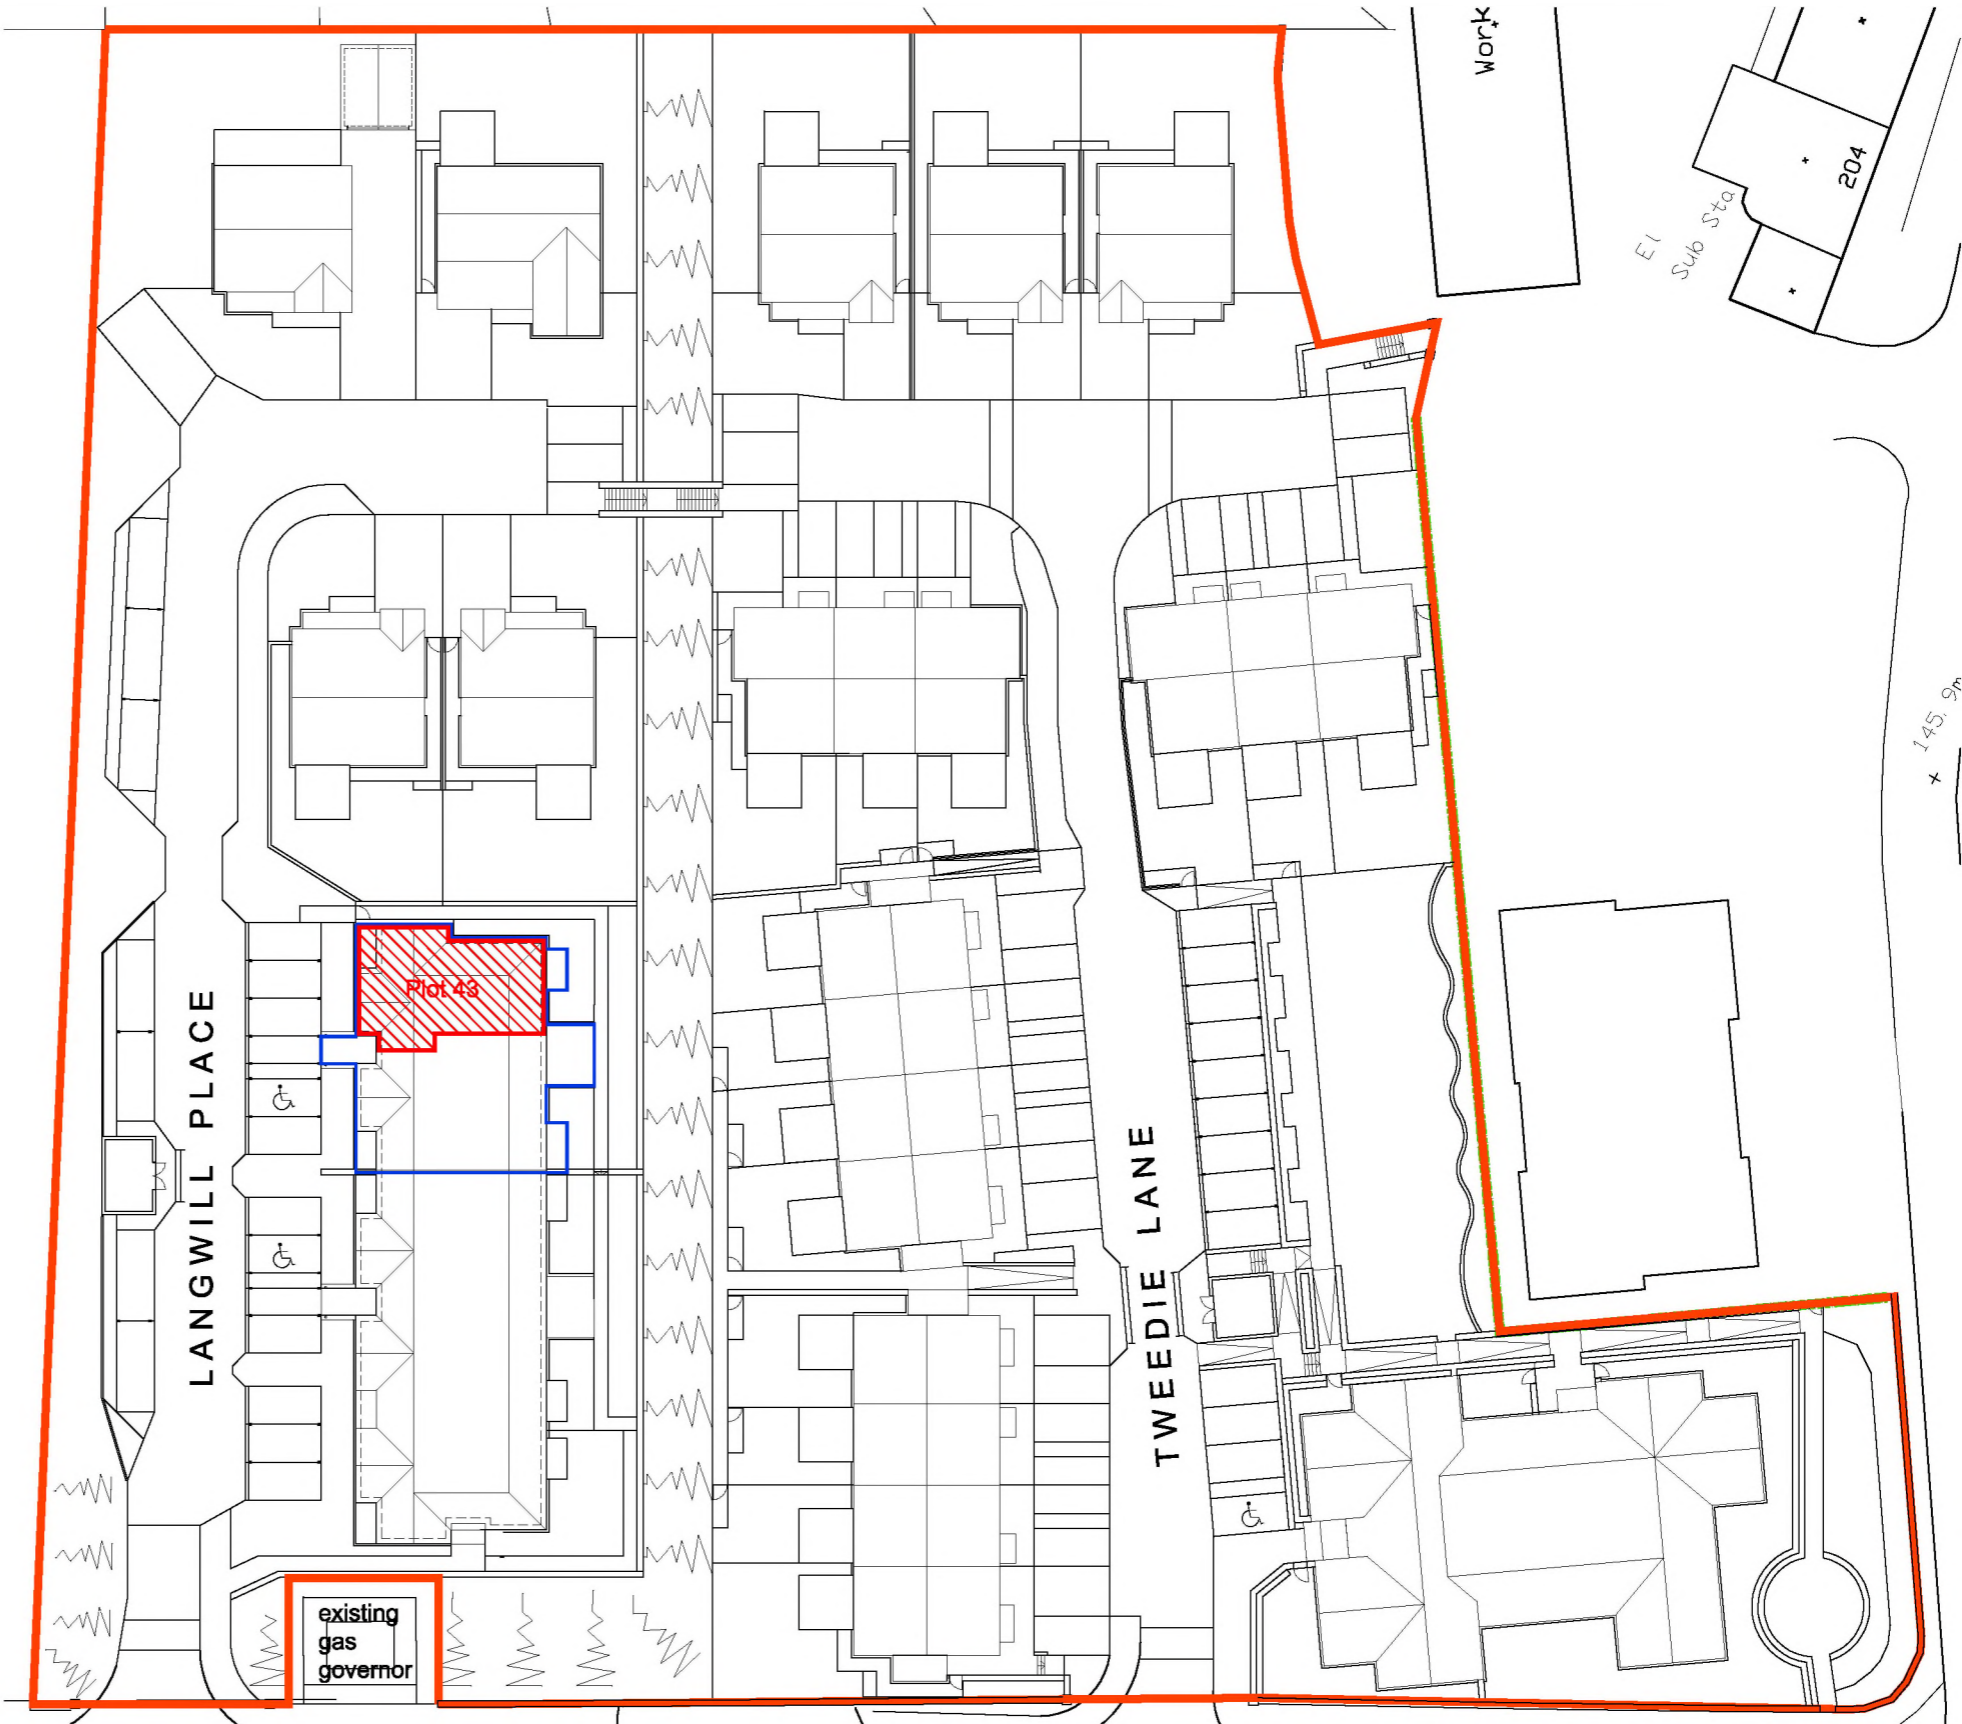 Work
204
El
Sub Sta
145.9m
Plot 43
LANGWILL PLACE
TWEEDIE LANE
existing
gas
governor